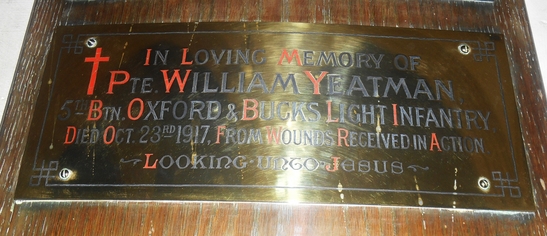 In Loving Memory of
Pte. William Yeatman
5th Btn. Oxford & Bucks Light Infantry
Died Oct. 23rd 1917, From Wounds Received in Action
~Looking·unto·Jesus~